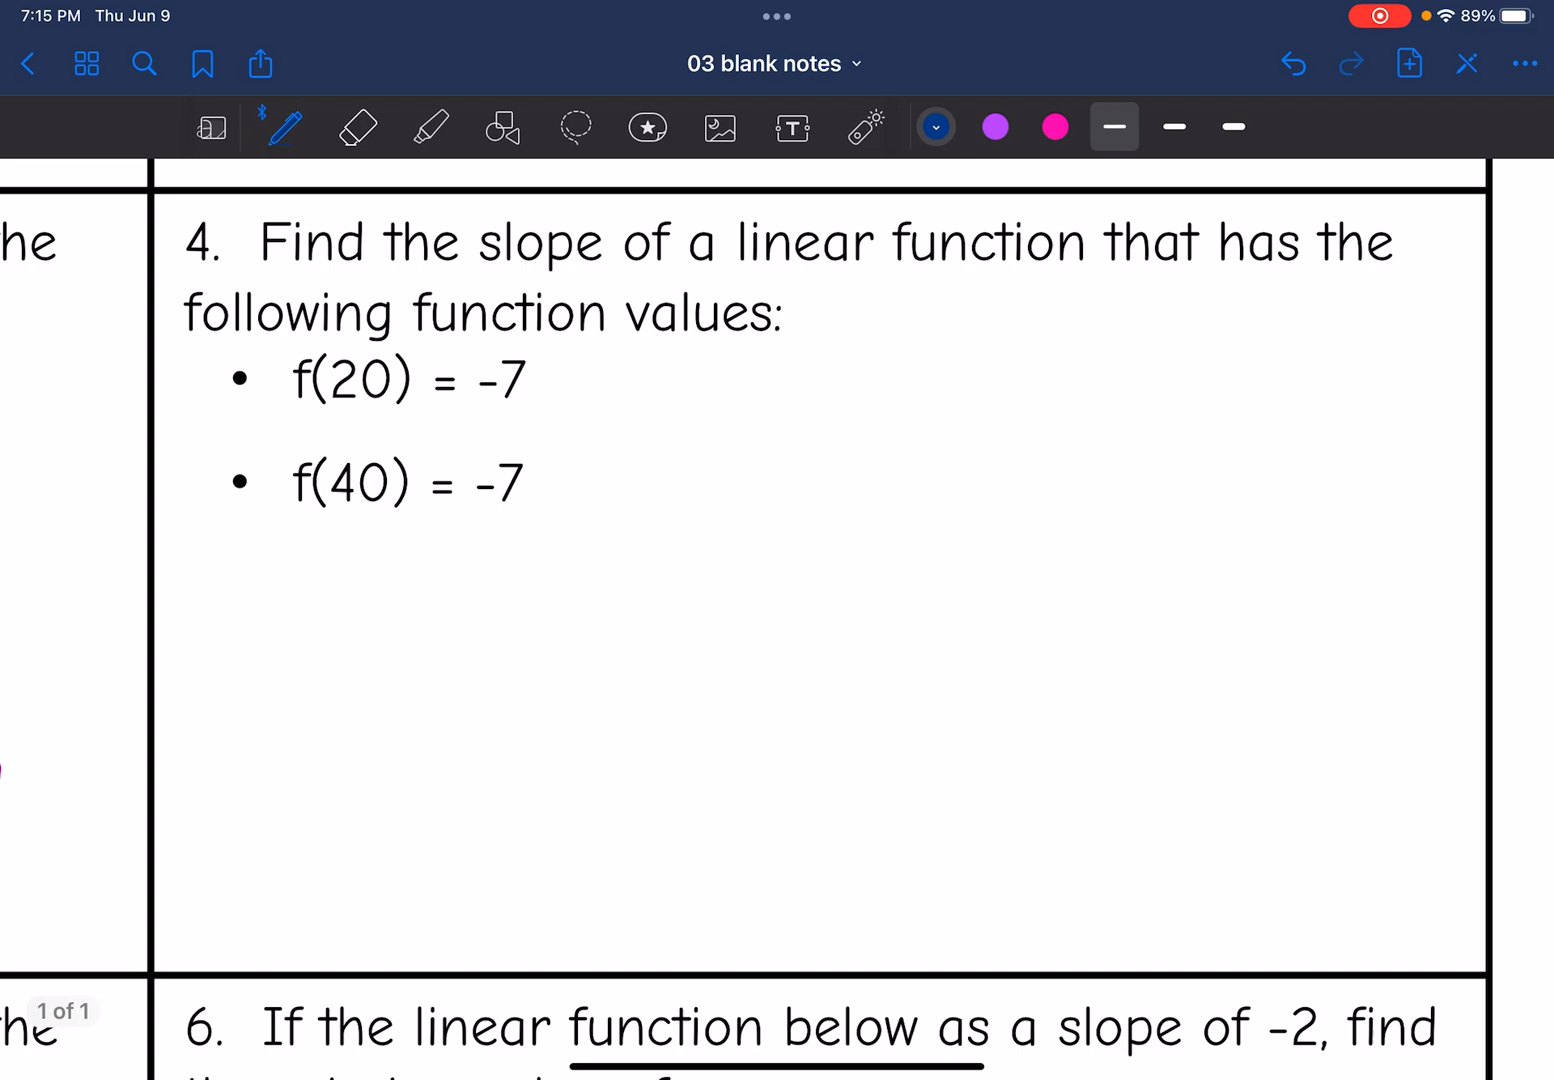 7:15 PM Thu Jun 9
89%
03 blank notes
he
4. Find the slope of a linear function that has the
following function values:
• f(20) = -7
• f(40) = -7
1 of 1
he
6. If the linear function below as a slope of -2, find